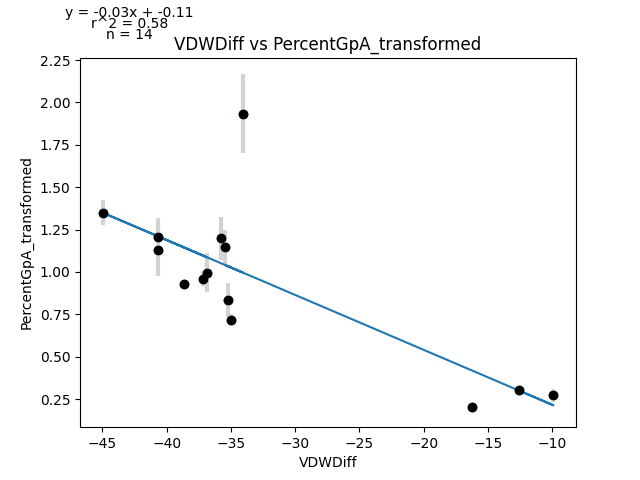 y = -0.03x + -0.11
r^2 = 0.58
n = 14
VDWDiff vs PercentGpA_transformed
2.25
2.00
1.75
1.50
1.25
1.00
0.75
0.50
0.25
PercentGpA_transformed
−45 −40 −35 −30 −25 −20 −15 −10
VDWDiff